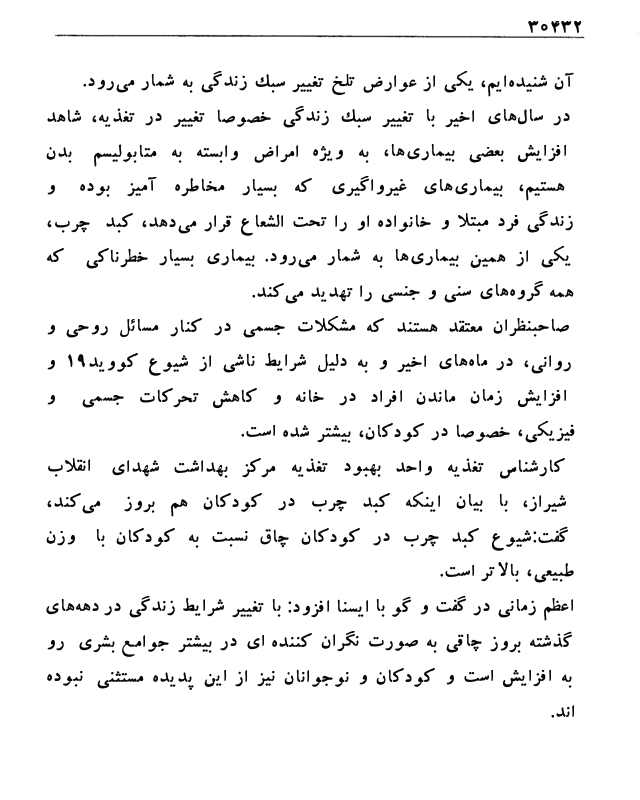 ۳۰۴۳۲
آن شنیده‌ایم، یکی از عوارض تلخ تغییر سبك زندگی به شمار می‌رود.
در سال‌های اخیر با تغییر سبك زندگی خصوصا تغییر در تغذیه، شاهد
افزایش بعضی بیماری‌ها، به ویژه امراض وابسته به متابولیسم بدن
هستیم، بیماری‌های غیرواگیری که بسیار مخاطره آمیز بوده و
زندگی فرد مبتلا و خانواده او را تحت الشعاع قرار می‌دهد، کبد چرب،
یکی از همین بیماری‌ها به شمار می‌رود. بیماری بسیار خطرناکی که
همه گروه‌های سنی و جنسی را تهدید می‌کند.
صاحبنظران معتقد هستند که مشکلات جسمی در کنار مسائل روحی و
روانی، در ماه‌های اخیر و به دلیل شرایط ناشی از شیوع کووید۱۹ و
افزایش زمان ماندن افراد در خانه و کاهش تحرکات جسمی و
فیزیکی، خصوصا در کودکان، بیشتر شده است.
کارشناس تغذیه واحد بهبود تغذیه مرکز بهداشت شهدای انقلاب
شیراز، با بیان اینکه کبد چرب در کودکان هم بروز می‌کند،
گفت:شیوع کبد چرب در کودکان چاق نسبت به کودکان با وزن
طبیعی، بالاتر است.
اعظم زمانی در گفت و گو با ایسنا افزود: با تغییر شرایط زندگی در دهه‌های
گذشته بروز چاقی به صورت نگران کننده ای در بیشتر جوامع بشری رو
به افزایش است و کودکان و نوجوانان نیز از این پدیده مستثنی نبوده
اند.